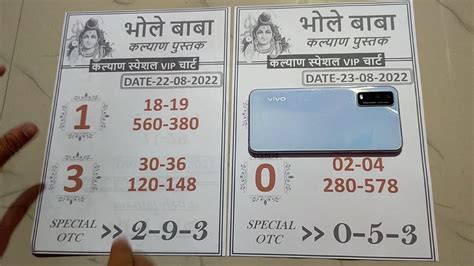 भोले बाबा
कल्याण पुस्तक
कल्याण स्पेशल VIP चार्ट
DATE-22-08-2022
1
18-19
560-380
3
30-36
120-148
SPECIAL
OTC
>> 2-9-3
भोले बाबा
कल्याण पुस्तक
कल्याण स्पेशल VIP चार्ट
DATE-23-08-2022
vivo
0
02-04
280-578
SPECIAL
OTC
>> 0-5-3